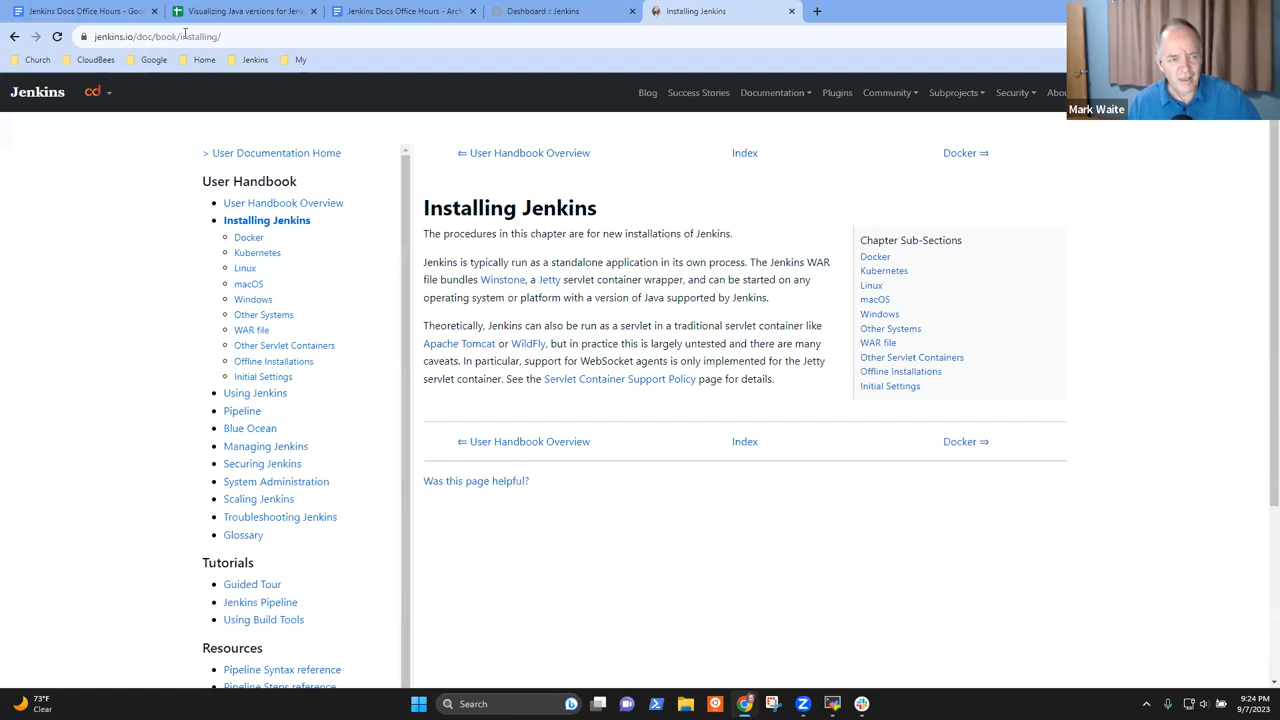 Jenkins Docs Office Hours - Goo
Visualizing Java versions for Jen
Jenkins Docs Office Hours - Arch
Dashboard - Jenkins
Installing Jenkins
jenkins.io/doc/book/installing/
Church
CloudBees
Google
Home
Jenkins
My
Mark Waite
Jenkins
cd
Blog
Success Stories
Documentation
Plugins
Community
Subprojects
Security
Abou
> User Documentation Home
User Handbook
User Handbook Overview
Installing Jenkins
Docker
Kubernetes
Linux
macOS
Windows
Other Systems
WAR file
Other Servlet Containers
Offline Installations
Initial Settings
Using Jenkins
Pipeline
Blue Ocean
Managing Jenkins
Securing Jenkins
System Administration
Scaling Jenkins
Troubleshooting Jenkins
Glossary
Tutorials
Guided Tour
Jenkins Pipeline
Using Build Tools
Resources
Pipeline Syntax reference
Pipeline Steps reference
⇐ User Handbook Overview
Index
Docker ⇒
Installing Jenkins
The procedures in this chapter are for new installations of Jenkins.
Jenkins is typically run as a standalone application in its own process. The Jenkins WAR
file bundles Winstone, a Jetty servlet container wrapper, and can be started on any
operating system or platform with a version of Java supported by Jenkins.
Theoretically, Jenkins can also be run as a servlet in a traditional servlet container like
Apache Tomcat or WildFly, but in practice this is largely untested and there are many
caveats. In particular, support for WebSocket agents is only implemented for the Jetty
servlet container. See the Servlet Container Support Policy page for details.
Chapter Sub-Sections
Docker
Kubernetes
Linux
macOS
Windows
Other Systems
WAR file
Other Servlet Containers
Offline Installations
Initial Settings
⇐ User Handbook Overview
Index
Docker ⇒
Was this page helpful?
73°F
Clear
Search
9:24 PM
9/7/2023